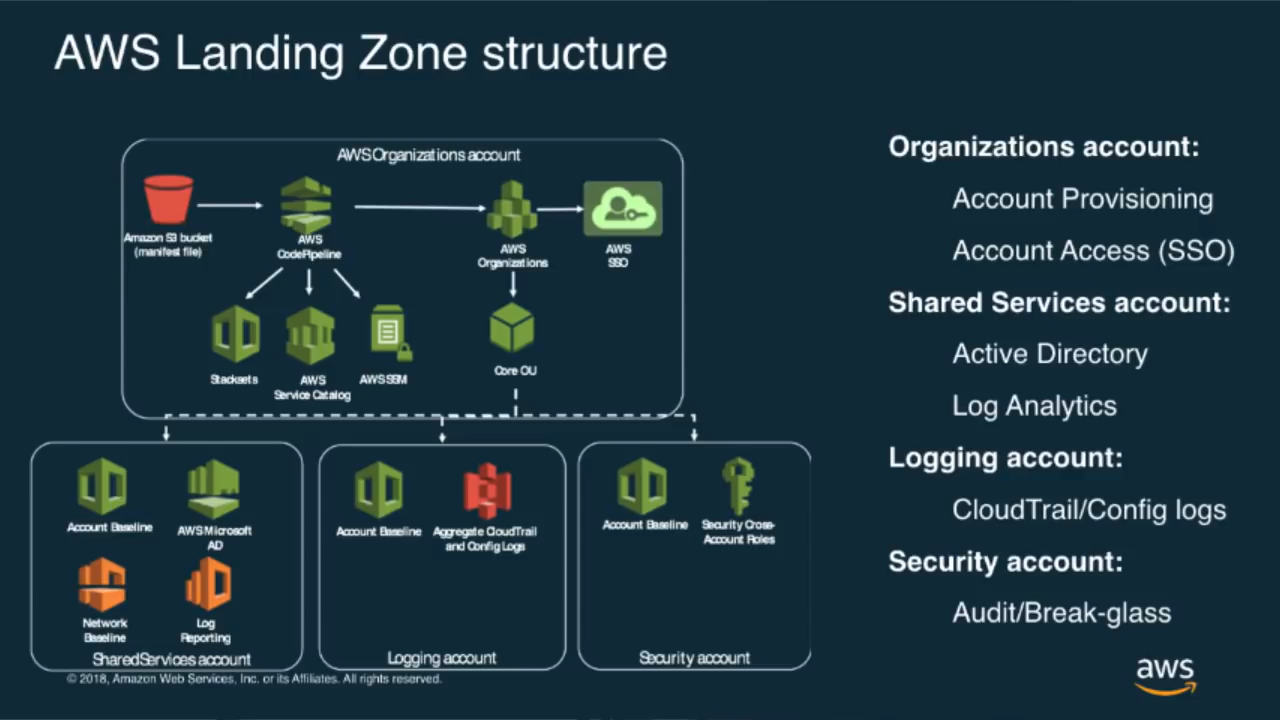 AWS Landing Zone structure
AWS Organizations account
Amazon S3 bucket
(manifest file)
AWS
CodePipeline
AWS
Organizations
AWS
SSO
Stacksets
AWS
Service Catalog
AWS SSM
Core OU
Account Baseline
AWS Microsoft
AD
Network
Baseline
Log
Reporting
Shared Services account
Account Baseline
Aggregate CloudTrail
and Config Logs
Logging account
Account Baseline
Security Cross-
Account Roles
Security account
Organizations account:
Account Provisioning
Account Access (SSO)
Shared Services account:
Active Directory
Log Analytics
Logging account:
CloudTrail/Config logs
Security account:
Audit/Break-glass
© 2018, Amazon Web Services, Inc. or its Affiliates. All rights reserved.
aws